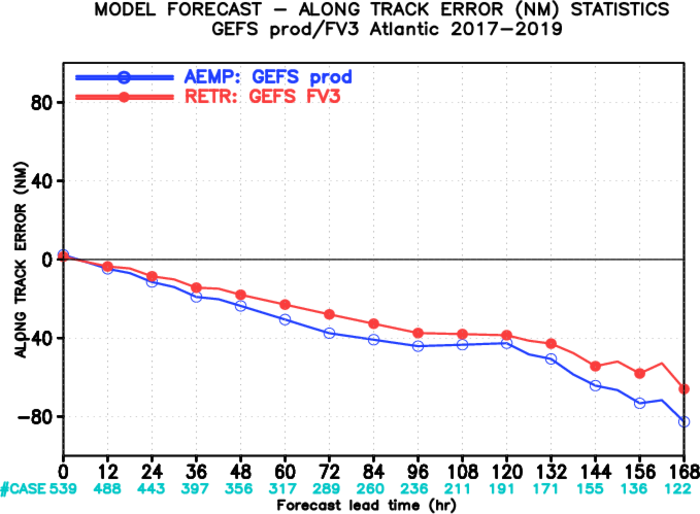 MODEL FORECAST – ALONG TRACK ERROR (NM) STATISTICS
GEFS prod/FV3 Atlantic 2017–2019
AEMP: GEFS prod
RETR: GEFS FV3
ALONG TRACK ERROR (NM)
80
40
0
−40
−80
0 12 24 36 48 60 72 84 96 108 120 132 144 156 168
#CASE 539 488 443 397 356 317 289 260 236 211 191 171 155 136 122
Forecast lead time (hr)